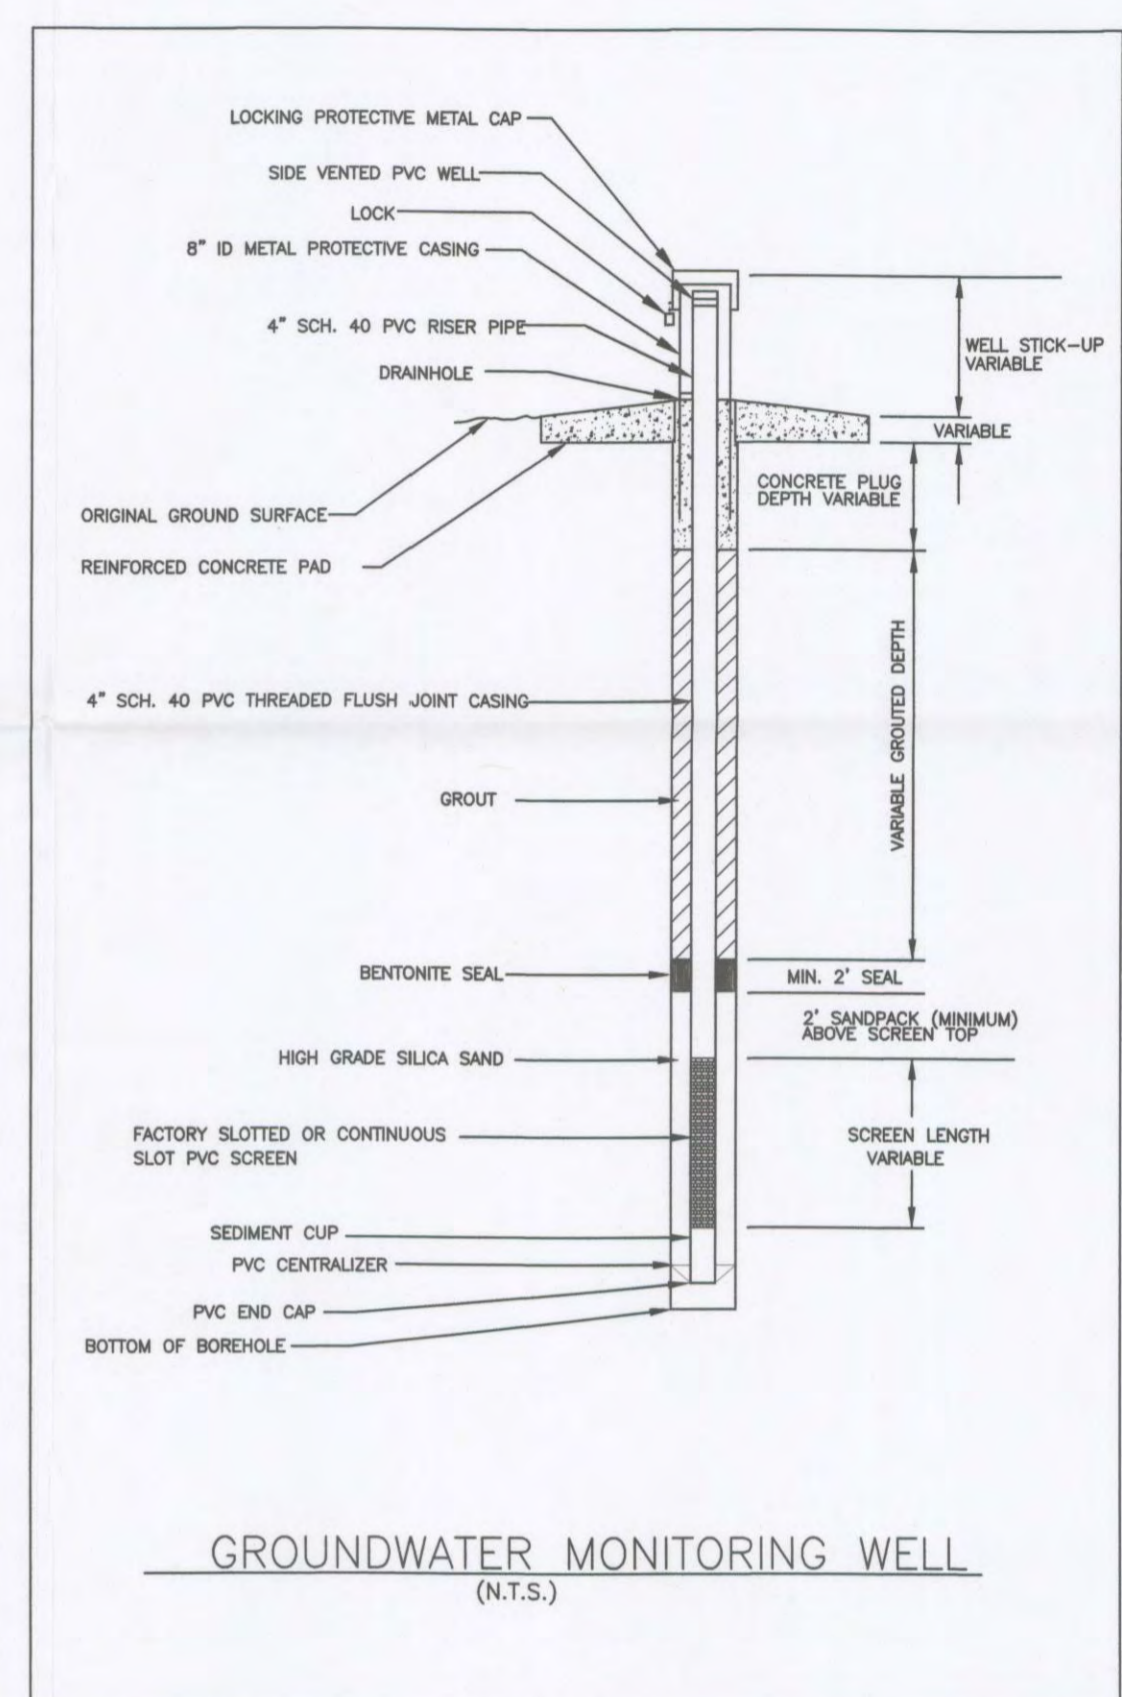 LOCKING PROTECTIVE METAL CAP
SIDE VENTED PVC WELL
LOCK
8" ID METAL PROTECTIVE CASING
4" SCH. 40 PVC RISER PIPE
DRAINHOLE
WELL STICK-UP
VARIABLE
VARIABLE
CONCRETE PLUG
DEPTH VARIABLE
ORIGINAL GROUND SURFACE
REINFORCED CONCRETE PAD
VARIABLE GROUTED DEPTH
4" SCH. 40 PVC THREADED FLUSH JOINT CASING
GROUT
BENTONITE SEAL
MIN. 2' SEAL
2' SANDPACK (MINIMUM)
ABOVE SCREEN TOP
HIGH GRADE SILICA SAND
FACTORY SLOTTED OR CONTINUOUS
SLOT PVC SCREEN
SCREEN LENGTH
VARIABLE
SEDIMENT CUP
PVC CENTRALIZER
PVC END CAP
BOTTOM OF BOREHOLE
GROUNDWATER MONITORING WELL
(N.T.S.)